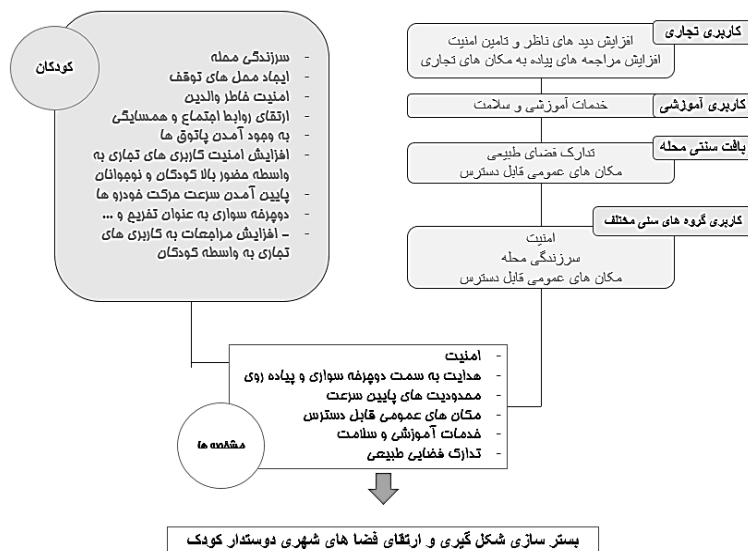 کاربری تجاری
افزایش دید های ناظر و تامین امنیت
افزایش مراجعه های پیاده به مکان های تجاری
کاربری آموزشی
خدمات آموزشی و سلامت
بافت سنتی محله
تدارک فضای طبیعی
مکان های عمومی قابل دسترس
کاربری گروه های سنی مختلف
امنیت
سرزندگی محله
مکان های عمومی قابل دسترس
کودکان
- سرزندگی محله
- ایجاد محل های توقف
- امنیت خاطر والدین
- ارتقای روابط اجتماع و همسایگی
- به وجود آمدن پاتوق ها
- افزایش امنیت کاربری های تجاری به
واسطه حضور بالا کودکان و نوجوانان
- پایین آمدن سرعت حرکت خودرو ها
- دوچرخه سواری به عنوان تفریح و ...
- – افزایش مراجعات به کاربری های
تجاری به واسطه کودکان
- امنیت
- هدایت به سمت دوچرخه سواری و پیاده روی
- محدودیت های پایین سرعت
- مکان های عمومی قابل دسترس
- خدمات آموزشی و سلامت
- تدارک فضایی طبیعی
مشخصه ها
بستر سازی شکل گیری و ارتقای فضا های شهری دوستدار کودک